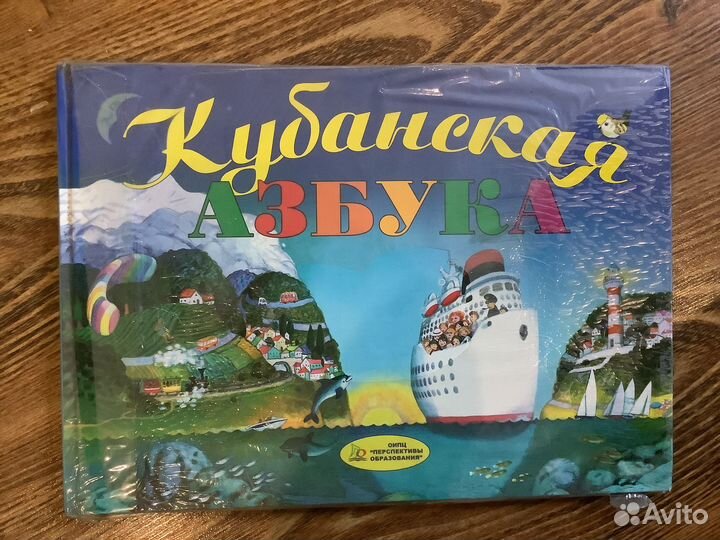 Кубанская
АЗБУКА
ОИПЦ
"ПЕРСПЕКТИВЫ
ОБРАЗОВАНИЯ"
Avito